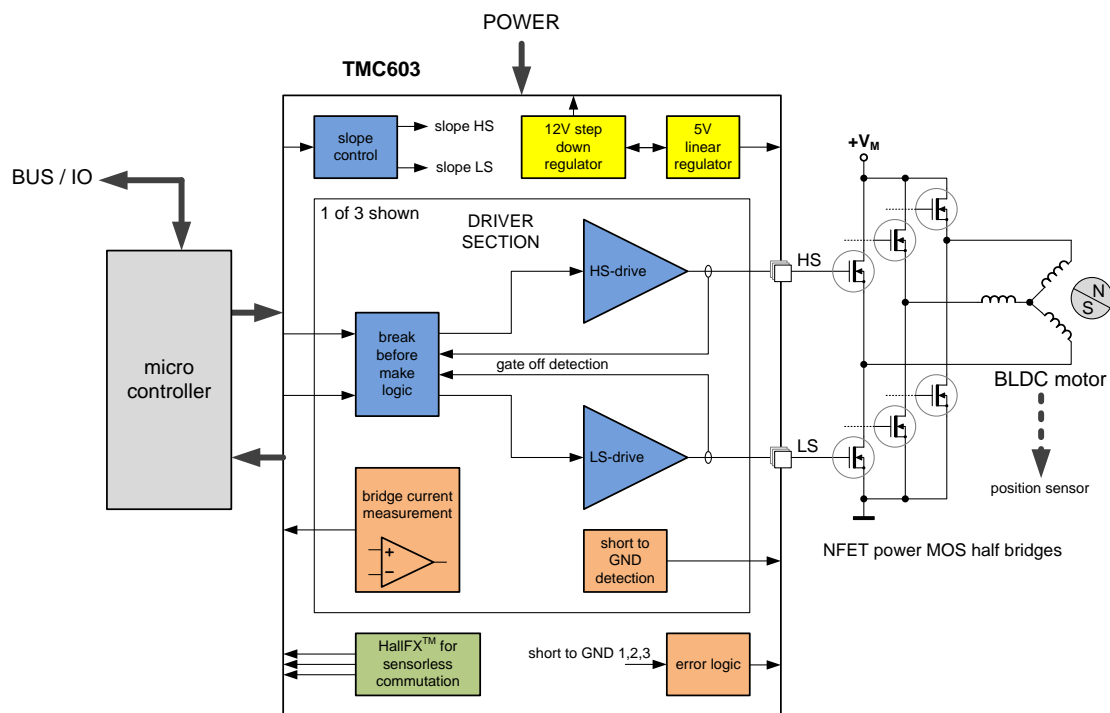 POWER
TMC603
slope control
slope HS
slope LS
12V step down regulator
5V linear regulator
+VM
BUS / IO
1 of 3 shown
DRIVER SECTION
HS-drive
HS
N
S
break before make logic
gate off detection
micro controller
BLDC motor
LS-drive
LS
position sensor
bridge current measurement
+
−
short to GND detection
NFET power MOS half bridges
HallFX™ for sensorless commutation
short to GND 1,2,3
error logic